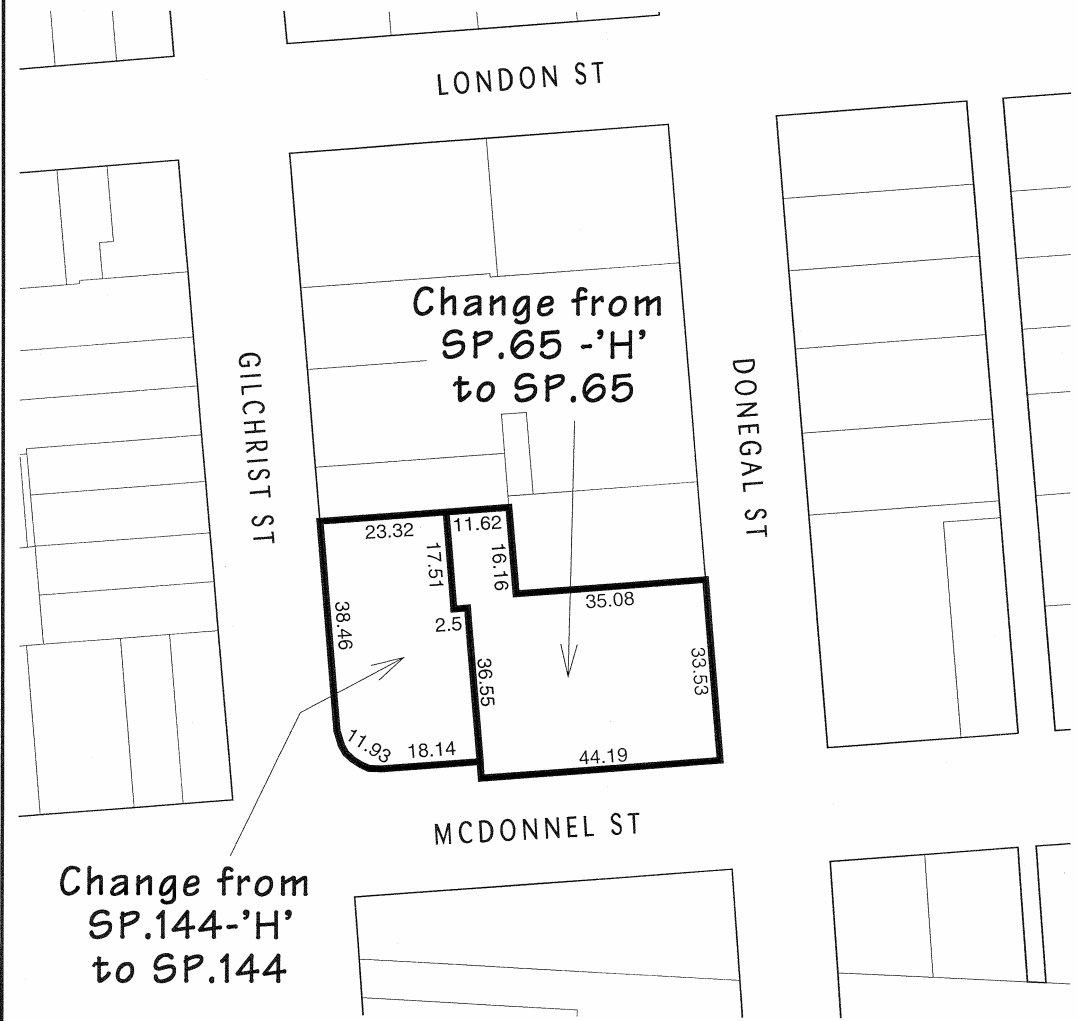 LONDON ST
Change from
SP.65 -'H'
to SP.65
GILCHRIST ST
DONEGAL ST
23.32
11.62
17.51
16.16
35.08
38.46
2.5
36.55
33.53
11.93
18.14
44.19
MCDONNEL ST
Change from
SP.144-'H'
to SP.144